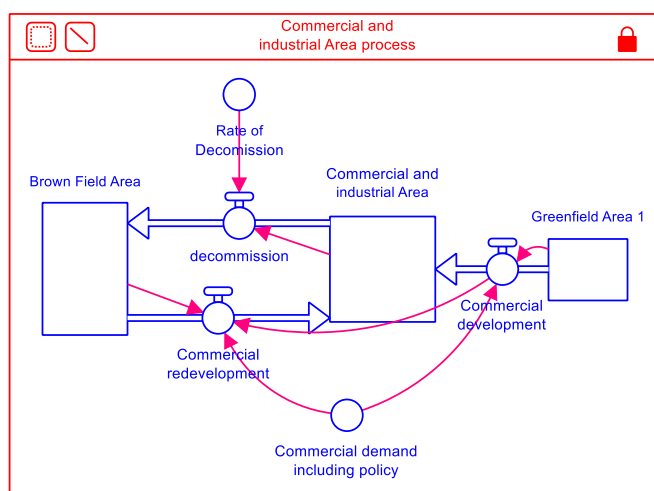 Commercial and
industrial Area process
Rate of
Decomission
Brown Field Area
Commercial and
industrial Area
Greenfield Area 1
decommission
Commercial
development
Commercial
redevelopment
Commercial demand
including policy